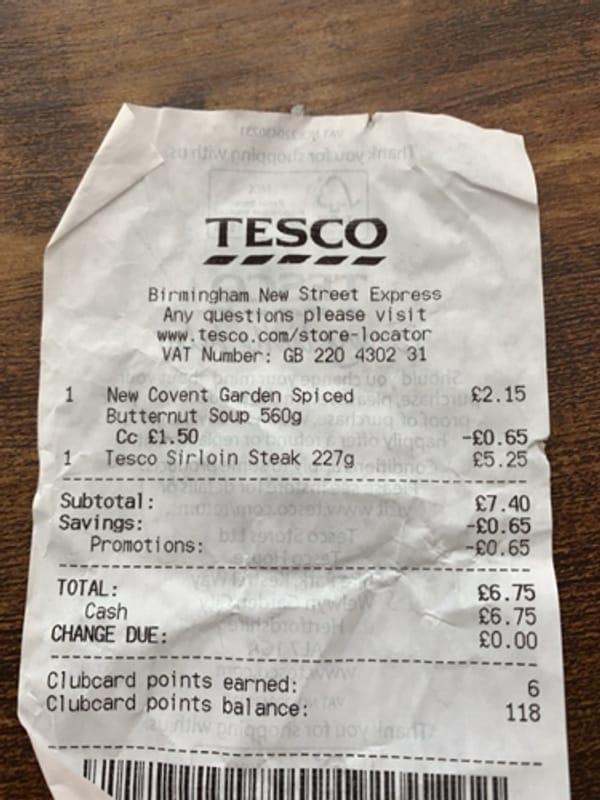 TESCO
Birmingham New Street Express
Any questions please visit
www.tesco.com/store-locator
VAT Number: GB 220 4302 31
1 New Covent Garden Spiced £2.15
Butternut Soup 560g
Cc £1.50 -£0.65
1 Tesco Sirloin Steak 227g £5.25
Subtotal: £7.40
Savings: -£0.65
Promotions: -£0.65
TOTAL: £6.75
Cash £6.75
CHANGE DUE: £0.00
Clubcard points earned: 6
Clubcard points balance: 118